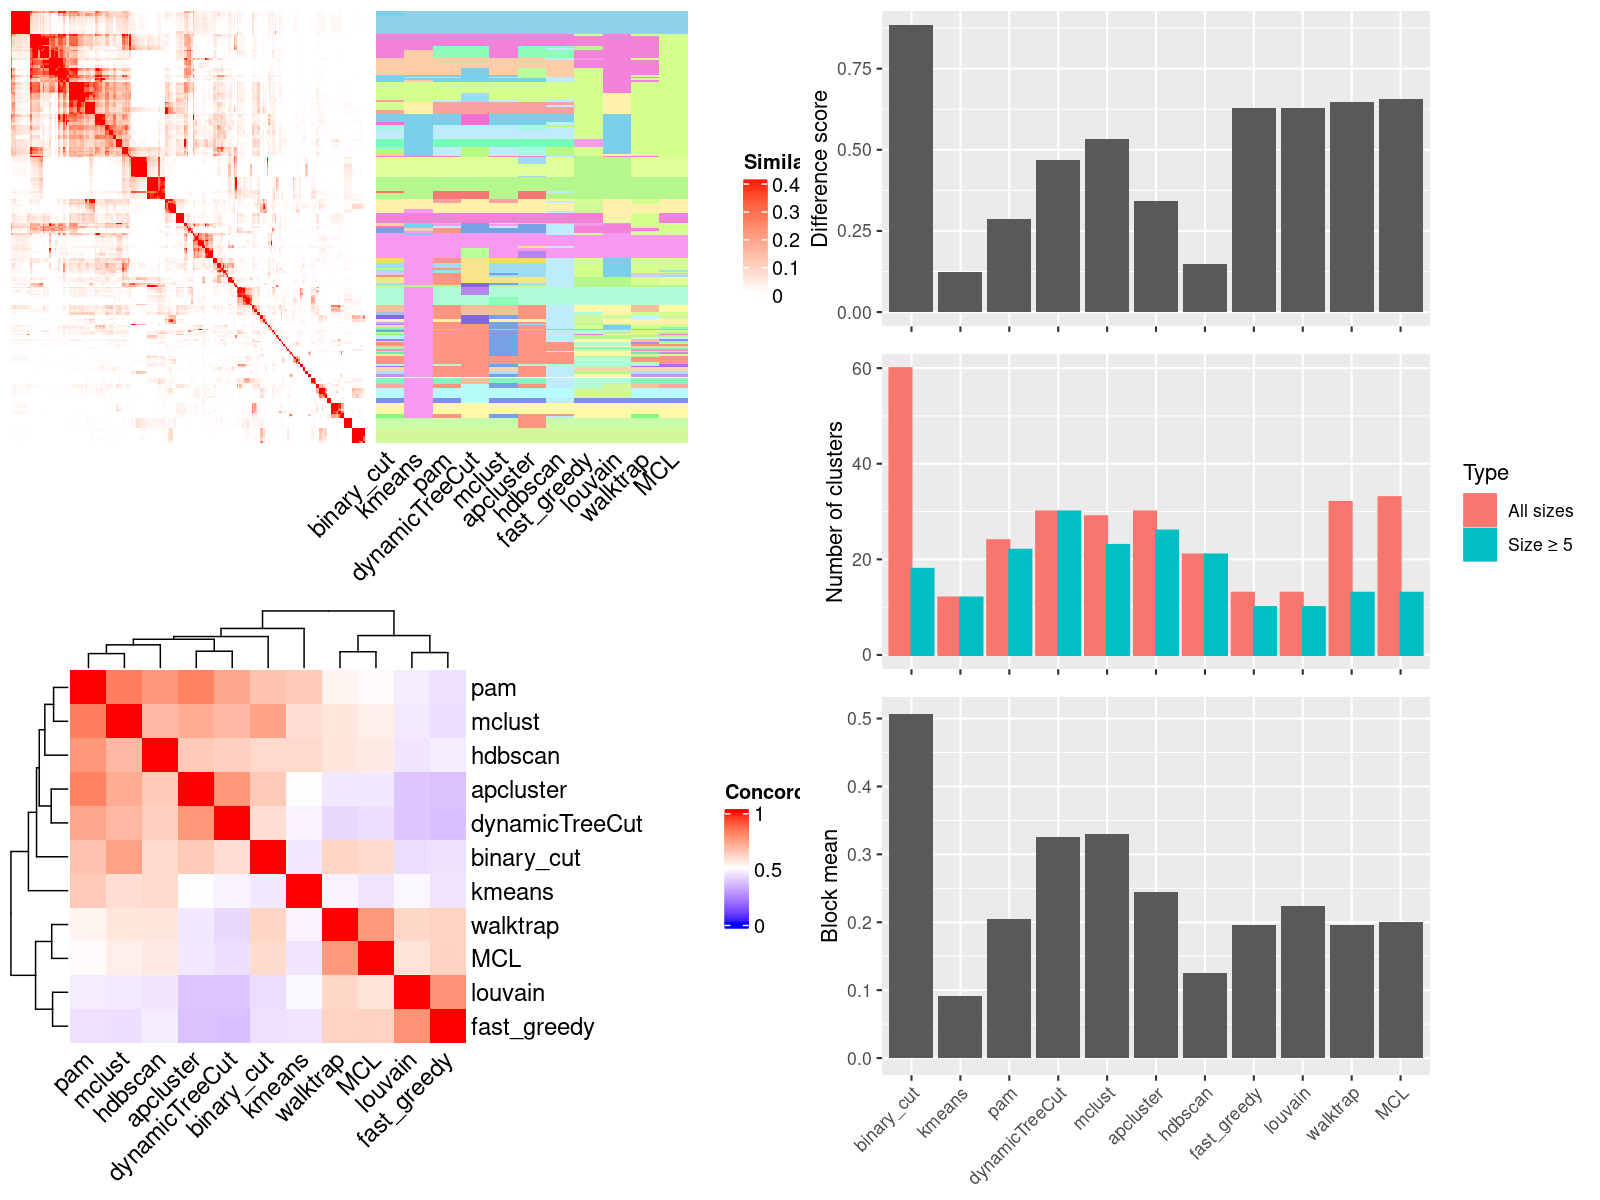 Simila
0.4
0.3
0.2
0.1
0
binary_cut
kmeans
pam
dynamicTreeCut
mclust
apcluster
hdbscan
fast_greedy
louvain
walktrap
MCL
Difference score
0.75
0.50
0.25
0.00
Number of clusters
60
40
20
0
Type
All sizes
Size ≥ 5
pam
mclust
hdbscan
apcluster
dynamicTreeCut
binary_cut
kmeans
walktrap
MCL
louvain
fast_greedy
pam
mclust
hdbscan
apcluster
dynamicTreeCut
binary_cut
kmeans
walktrap
MCL
louvain
fast_greedy
Concord
1
0.5
0
Block mean
0.5
0.4
0.3
0.2
0.1
0.0
binary_cut
kmeans
pam
dynamicTreeCut
mclust
apcluster
hdbscan
fast_greedy
louvain
walktrap
MCL